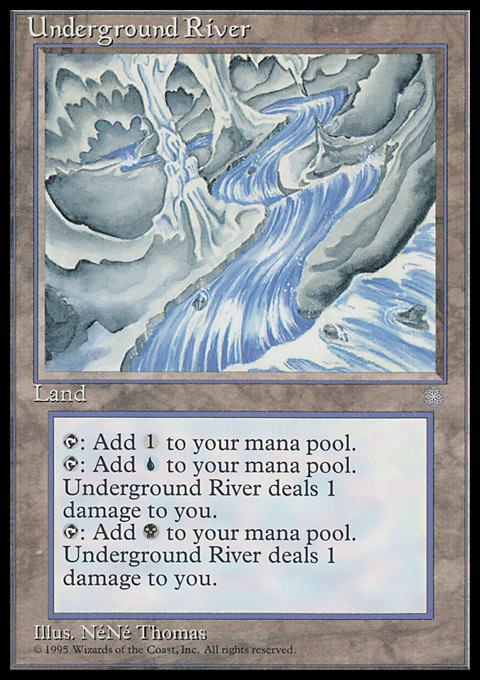 Underground River
Land
: Add 1 to your mana pool.
: Add to your mana pool.
Underground River deals 1
damage to you.
: Add to your mana pool.
Underground River deals 1
damage to you.
Illus. NéNé Thomas
© 1995 Wizards of the Coast, Inc. All rights reserved.